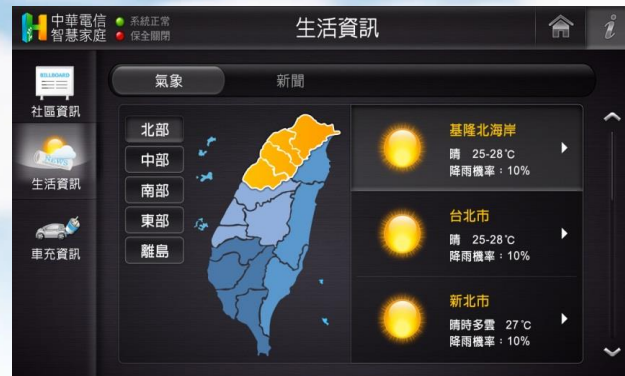 中華電信
智慧家庭
系統正常
保全關閉
生活資訊
i
BILLBOARD
社區資訊
NEWS
生活資訊
車充資訊
氣象
新聞
北部
中部
南部
東部
離島
基隆北海岸
晴 25-28℃
降雨機率：10%
台北市
晴 25-28℃
降雨機率：10%
新北市
晴時多雲 27℃
降雨機率：10%